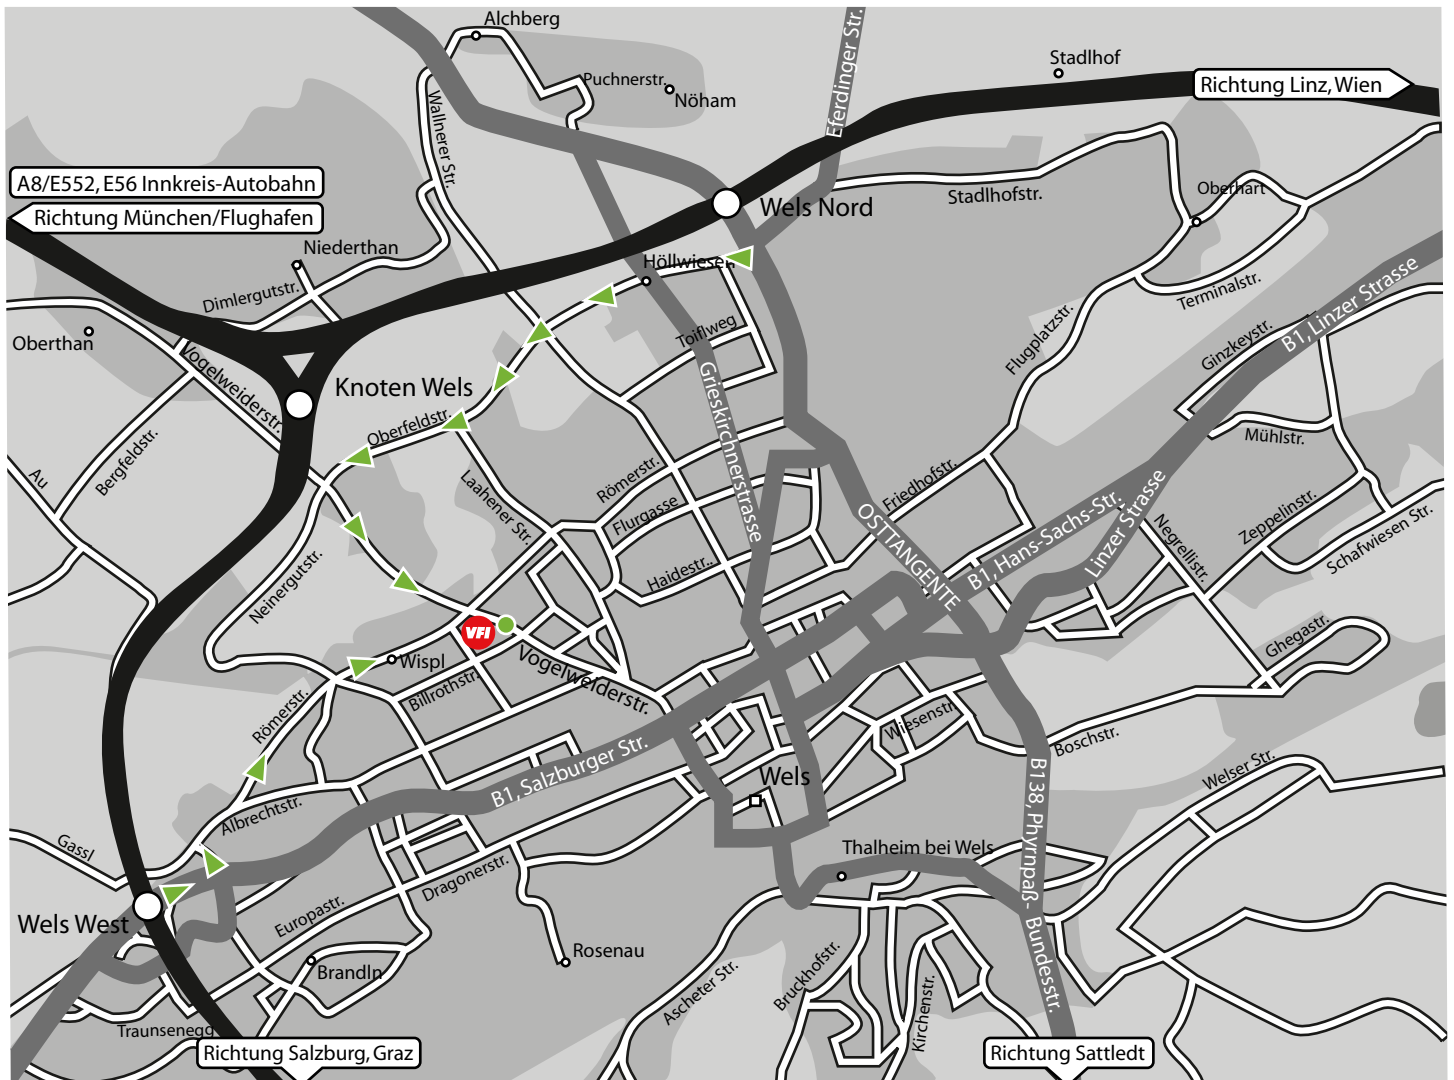 Alchberg
Puchnerstr.
Nöham
Eferdinger Str.
Stadlhof
Richtung Linz, Wien
Wallnerer Str.
A8/E552, E56 Innkreis-Autobahn
Richtung München/Flughafen
Wels Nord
Stadlhofstr.
Oberhart
Niederthan
Höllwiesen
Dimlergutstr.
Terminalstr.
B1, Linzer Strasse
Oberthan
Vogelweiderstr.
Toiflweg
Flugplatzstr.
Ginzkeystr.
Knoten Wels
Grieskirchnerstrasse
Oberfeldstr.
Mühlstr.
Bergfeldstr.
Au
Laahener Str.
Römerstr.
Flurgasse
Friedhofstr.
OSTTANGENTE
B1, Hans-Sachs-Str.
Linzer Strasse
Negrellistr.
Zeppelinstr.
Schafwiesen Str.
Haidestr..
Neinergutstr.
VFI
Wispl
Vogelweiderstr.
Billrothstr.
Ghegastr.
Römerstr.
Wiesenstr.
Boschstr.
B1, Salzburger Str.
Wels
Welser Str.
B138, Phyrnpaß-
Bundesstr.
Albrechtstr.
Gassl
Thalheim bei Wels
Dragonerstr.
Europastr.
Wels West
Brandln
Rosenau
Ascheter Str.
Bruckhofstr.
Kirchenstr.
Traunsenegg
Richtung Salzburg, Graz
Richtung Sattledt